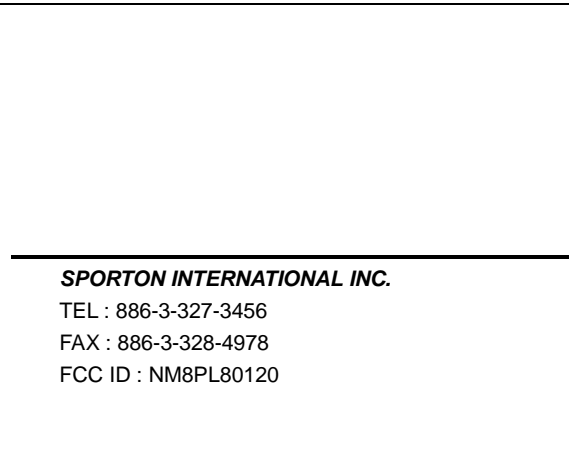 SPORTON INTERNATIONAL INC.
TEL : 886-3-327-3456
FAX : 886-3-328-4978
FCC ID : NM8PL80120